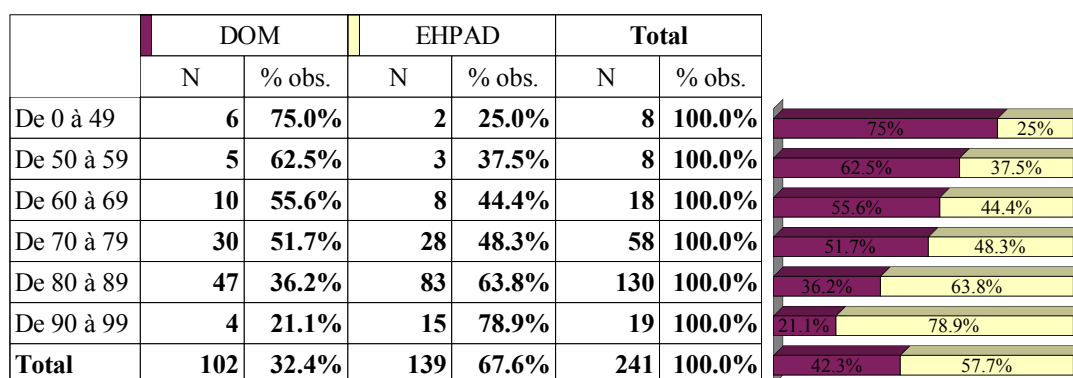 DOM EHPAD Total
N % obs. N % obs. N % obs.
De 0 à 49 6 75.0% 2 25.0% 8 100.0% 75% 25%
De 50 à 59 5 62.5% 3 37.5% 8 100.0% 62.5% 37.5%
De 60 à 69 10 55.6% 8 44.4% 18 100.0% 55.6% 44.4%
De 70 à 79 30 51.7% 28 48.3% 58 100.0% 51.7% 48.3%
De 80 à 89 47 36.2% 83 63.8% 130 100.0% 36.2% 63.8%
De 90 à 99 4 21.1% 15 78.9% 19 100.0% 21.1% 78.9%
Total 102 32.4% 139 67.6% 241 100.0% 42.3% 57.7%